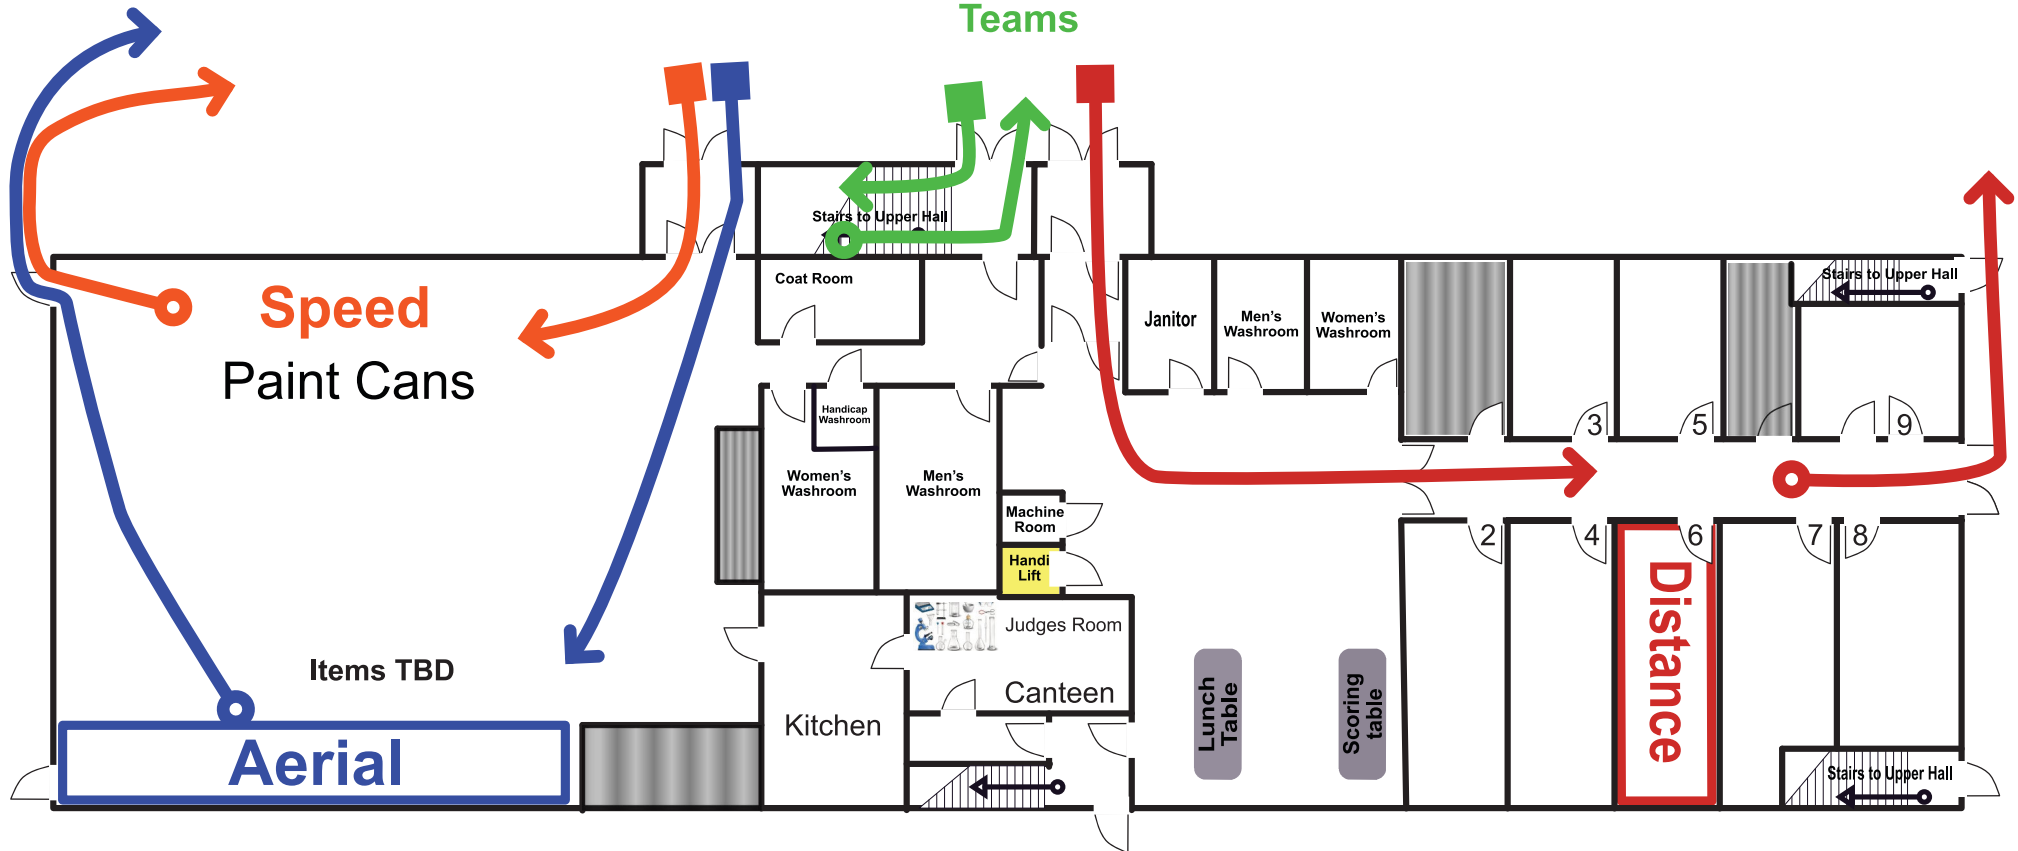 Teams
Stairs to Upper Hall
Coat Room
Speed
Paint Cans
Janitor
Men's
Washroom
Women's
Washroom
Stairs to Upper Hall
Handicap
Washroom
3
5
9
Women's
Washroom
Men's
Washroom
Machine
Room
Handi
Lift
2
4
6
7
8
Distance
Judges Room
Canteen
Kitchen
Lunch
Table
Scoring
table
Items TBD
Aerial
Stairs to Upper Hall